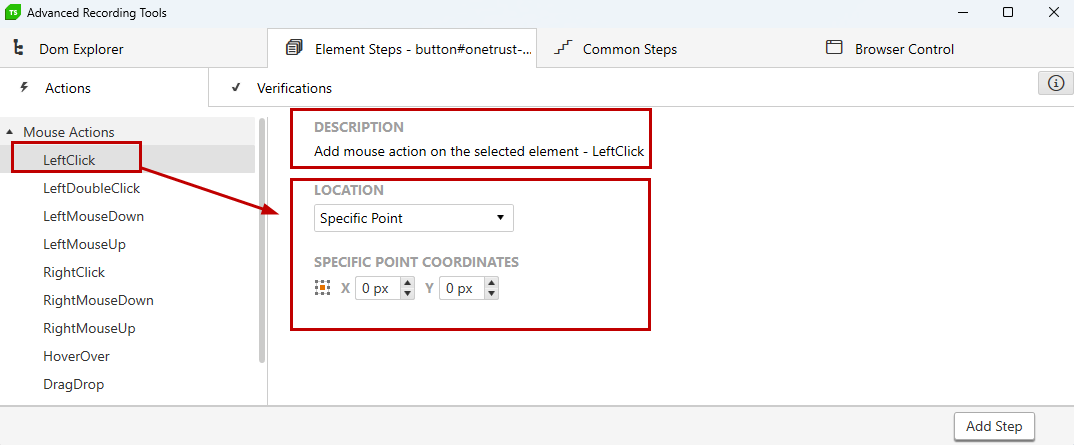 TS Advanced Recording Tools
Dom Explorer
Element Steps - button#onetrust-...
Common Steps
Browser Control
Actions
Verifications
Mouse Actions
LeftClick
LeftDoubleClick
LeftMouseDown
LeftMouseUp
RightClick
RightMouseDown
RightMouseUp
HoverOver
DragDrop
DESCRIPTION
Add mouse action on the selected element - LeftClick
LOCATION
Specific Point
SPECIFIC POINT COORDINATES
X 0 px Y 0 px
Add Step